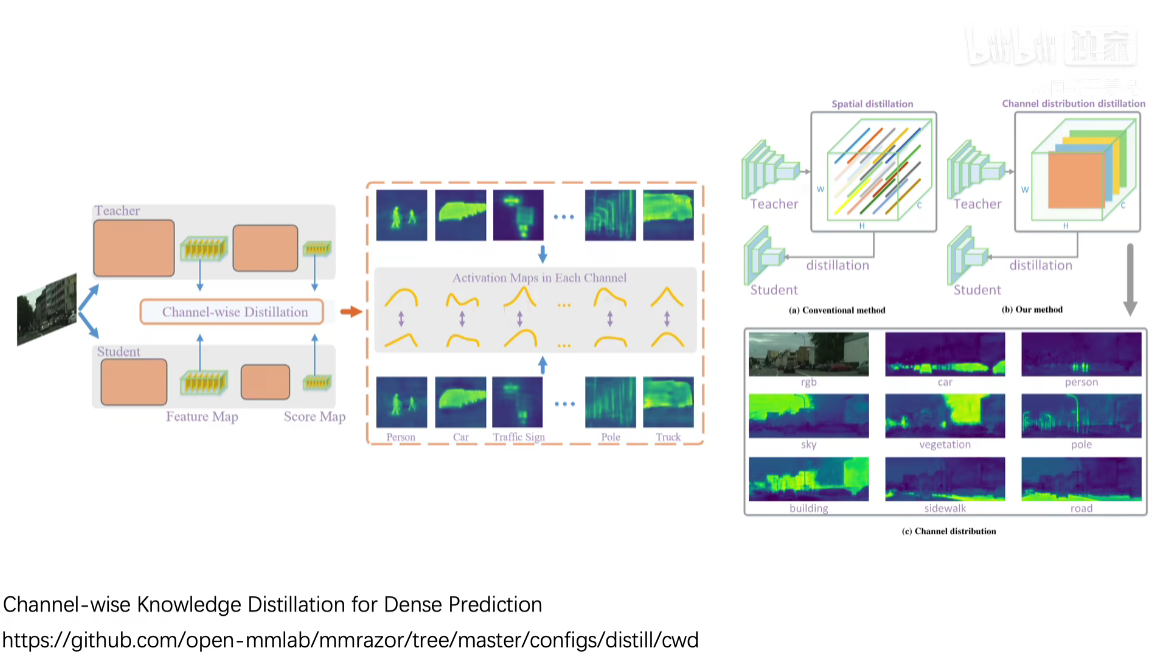 bilibili 独家
Spatial distillation
Channel distribution distillation
Teacher
W
C
H
distillation
Student
(a) Conventional method
Teacher
W
C
H
distillation
Student
(b) Our method
Teacher
Channel-wise Distillation
Student
Feature Map
Score Map
Activation Maps in Each Channel
...
...
Person
Car
Traffic Sign
Pole
Truck
rgb
car
person
sky
vegetation
pole
building
sidewalk
road
(c) Channel distribution
Channel-wise Knowledge Distillation for Dense Prediction
https://github.com/open-mmlab/mmrazor/tree/master/configs/distill/cwd